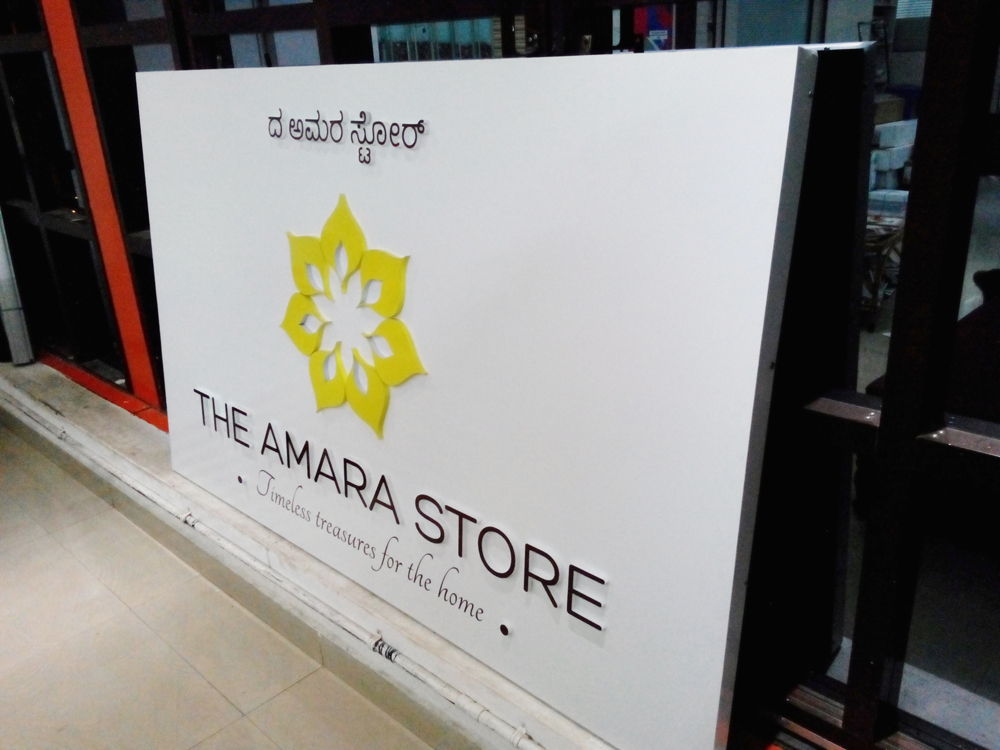 ದ ಅಮರ ಸ್ಟೋರ್
THE AMARA STORE
• Timeless treasures for the home •